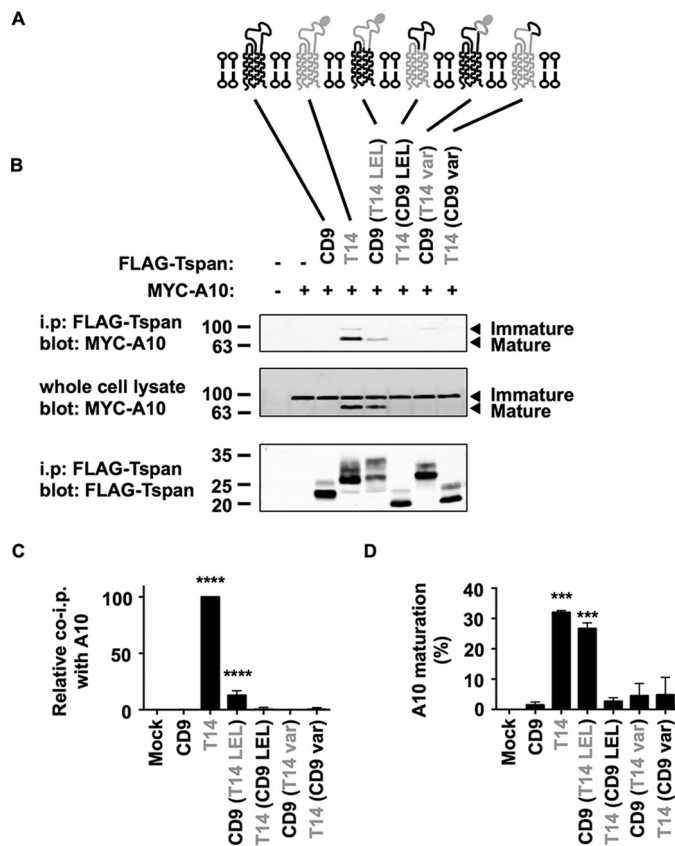 A
B
CD9
T14
CD9 (T14 LEL)
T14 (CD9 LEL)
CD9 (T14 var)
T14 (CD9 var)
FLAG-Tspan: - -
MYC-A10: - + + + + + + +
i.p: FLAG-Tspan
blot: MYC-A10
100
63
Immature
Mature
whole cell lysate
blot: MYC-A10
100
63
Immature
Mature
i.p: FLAG-Tspan
blot: FLAG-Tspan
35
25
20
C
Relative co-i.p.
with A10
100
50
0
****
****
Mock
CD9
T14
CD9 (T14 LEL)
T14 (CD9 LEL)
CD9 (T14 var)
T14 (CD9 var)
D
A10 maturation
(%)
40
30
20
10
0
***
***
Mock
CD9
T14
CD9 (T14 LEL)
T14 (CD9 LEL)
CD9 (T14 var)
T14 (CD9 var)